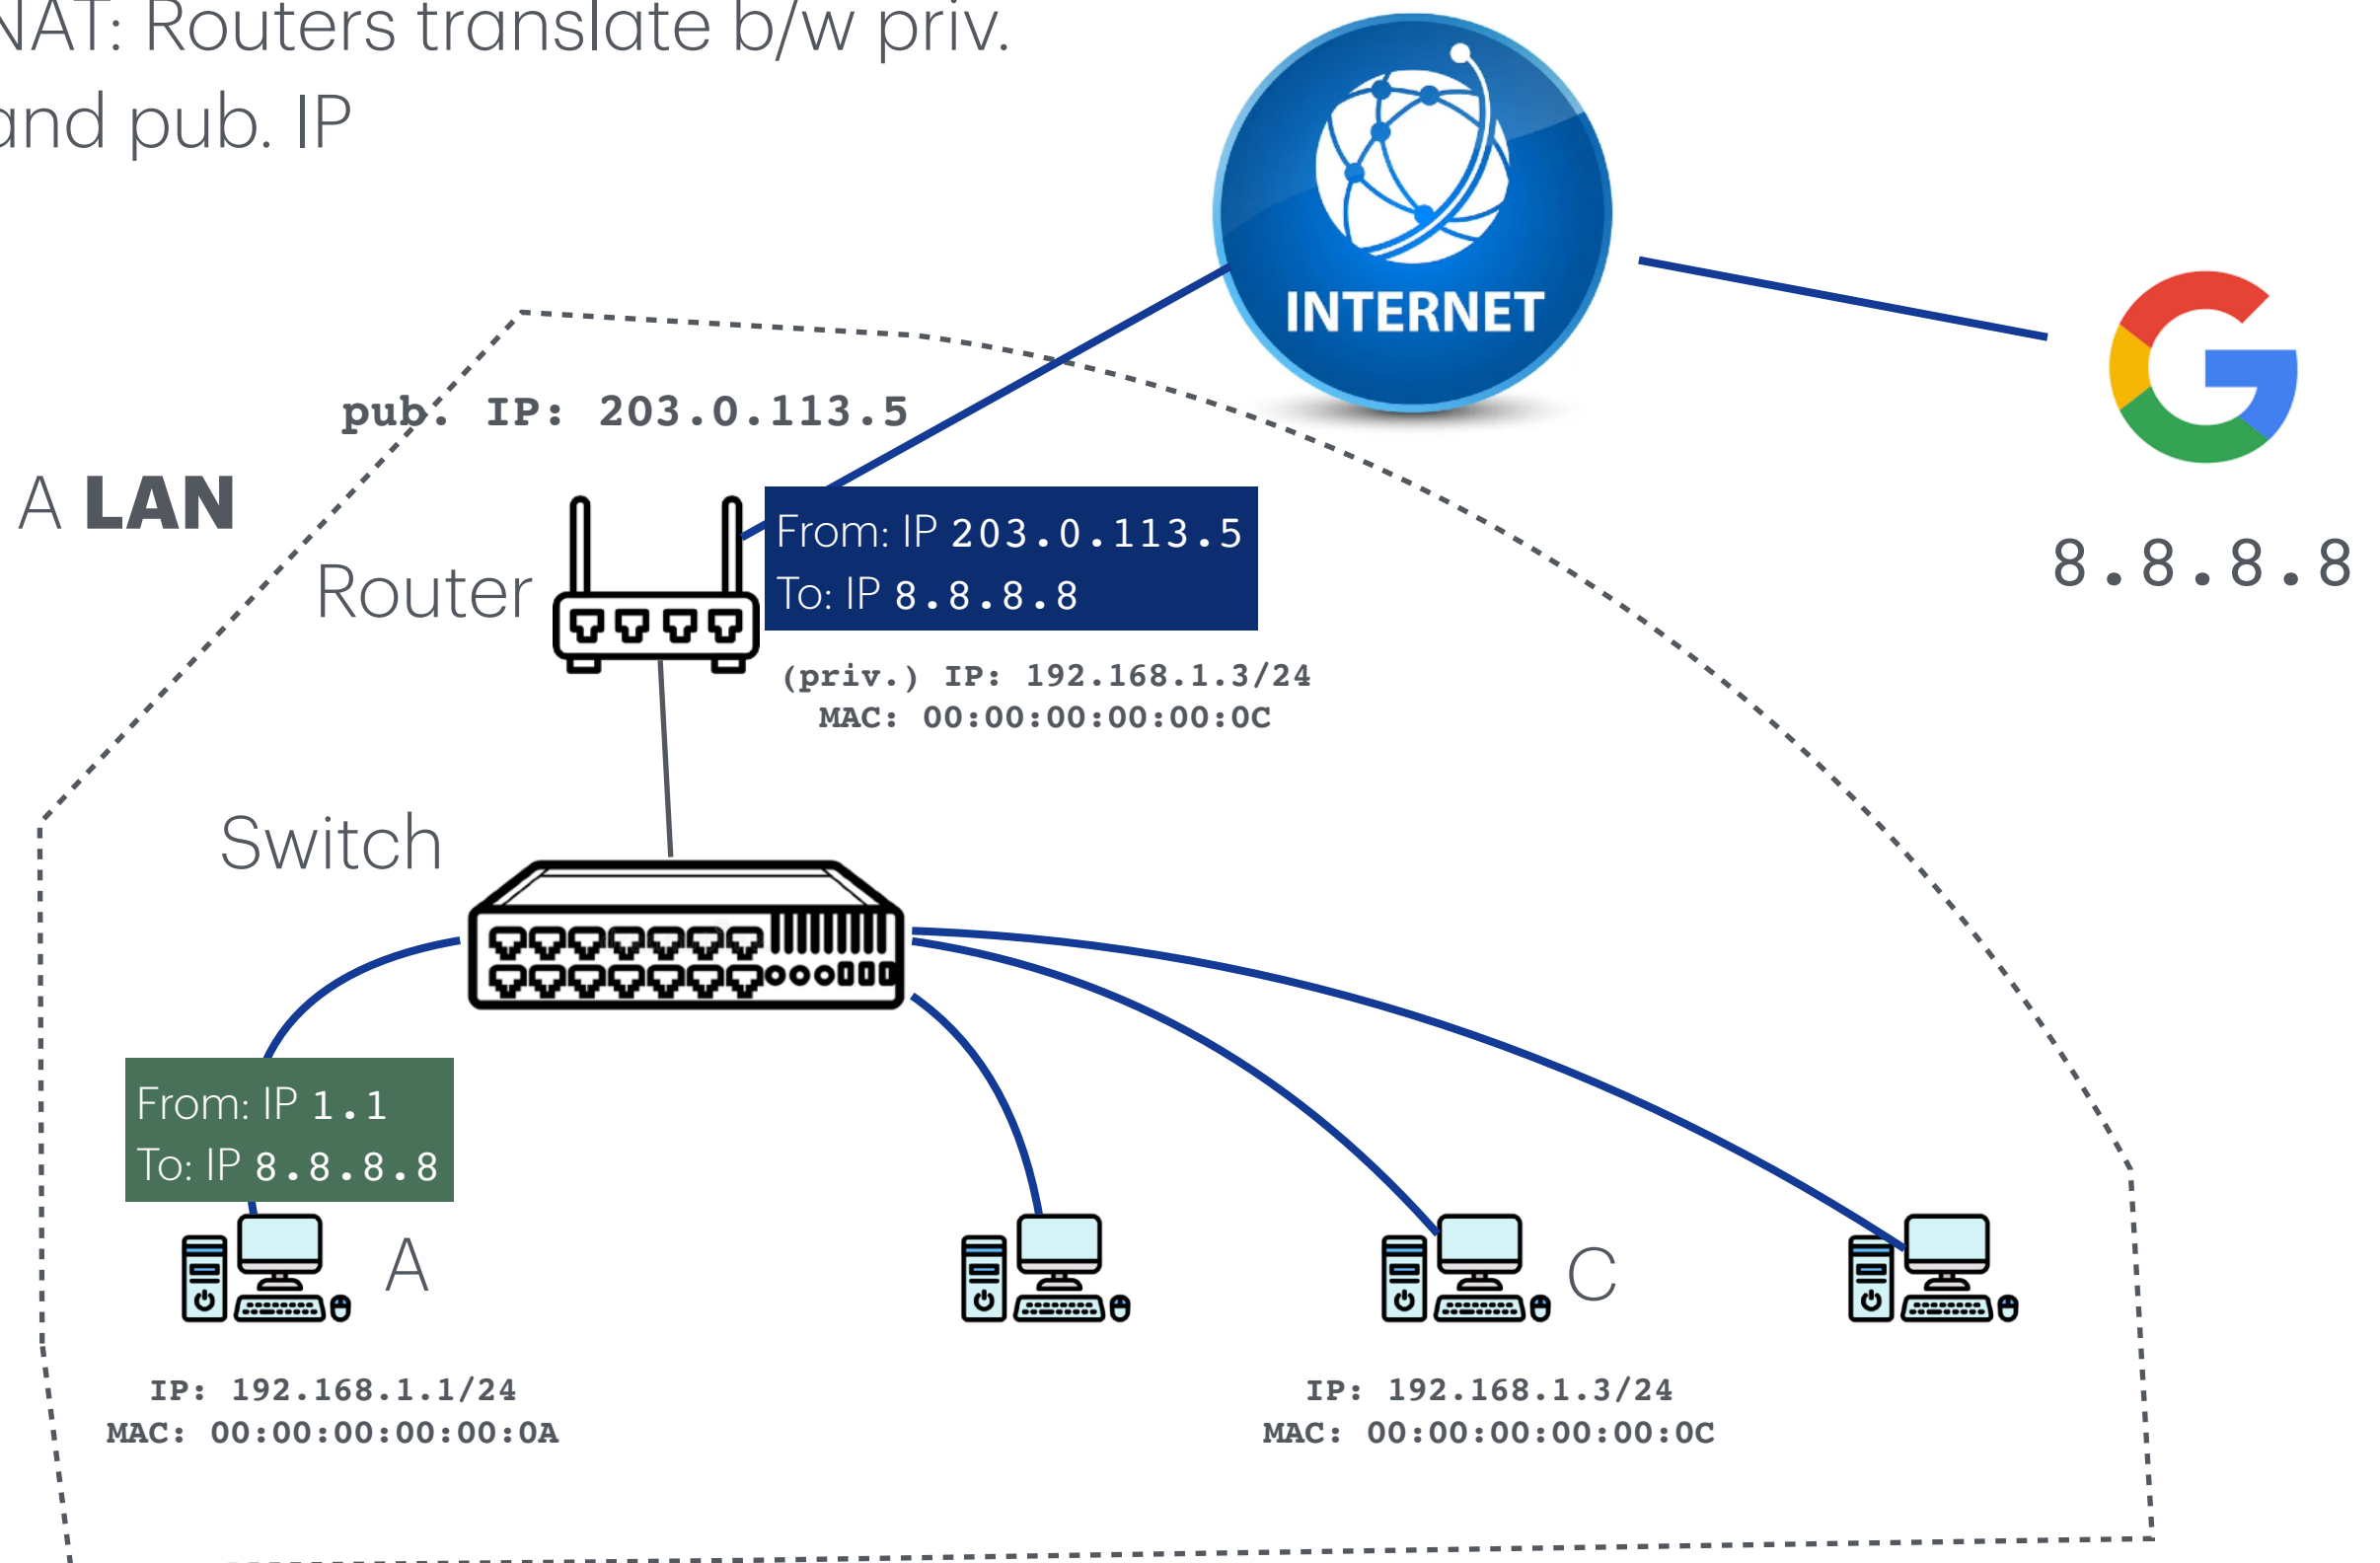 NAT: Routers translate b/w priv.
and pub. IP
INTERNET
pub. IP: 203.0.113.5
A LAN
From: IP 203.0.113.5
To: IP 8.8.8.8
8.8.8.8
Router
(priv.) IP: 192.168.1.3/24
MAC: 00:00:00:00:00:0C
Switch
From: IP 1.1
To: IP 8.8.8.8
A
C
IP: 192.168.1.1/24
MAC: 00:00:00:00:00:0A
IP: 192.168.1.3/24
MAC: 00:00:00:00:00:0C